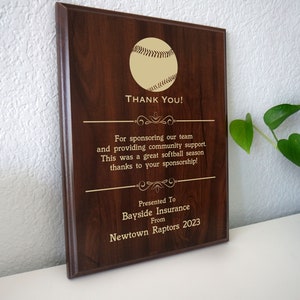 Thank You!
For sponsoring our team
and providing community support.
This was a great softball season
thanks to your sponsorship!
Presented To
Bayside Insurance
From
Newtown Raptors 2023